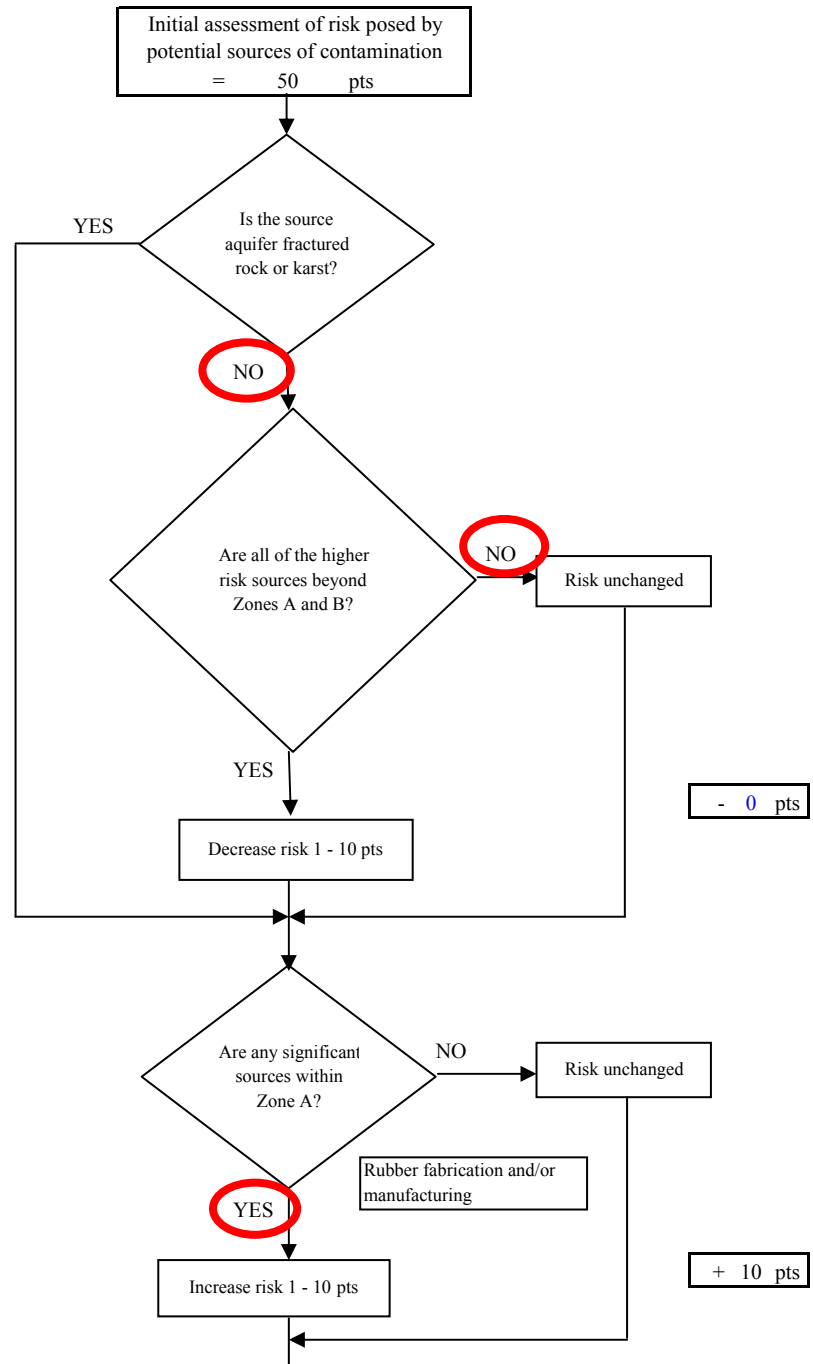 Initial assessment of risk posed by
potential sources of contamination
= 50 pts
YES
Is the source
aquifer fractured
rock or karst?
NO
Are all of the higher
risk sources beyond
Zones A and B?
NO
Risk unchanged
YES
- 0 pts
Decrease risk 1 - 10 pts
Are any significant
sources within
Zone A?
NO
Risk unchanged
Rubber fabrication and/or
manufacturing
YES
+ 10 pts
Increase risk 1 - 10 pts